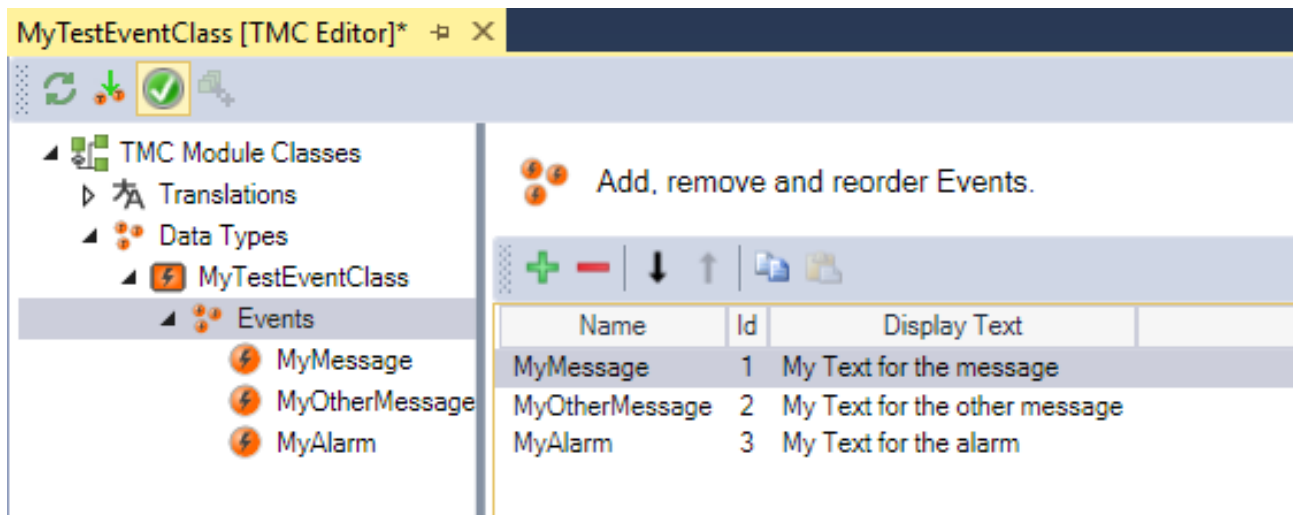 MyTestEventClass [TMC Editor]*
TMC Module Classes
Translations
Data Types
MyTestEventClass
Events
MyMessage
MyOtherMessage
MyAlarm
Add, remove and reorder Events.
Name Id Display Text
MyMessage 1 My Text for the message
MyOtherMessage 2 My Text for the other message
MyAlarm 3 My Text for the alarm